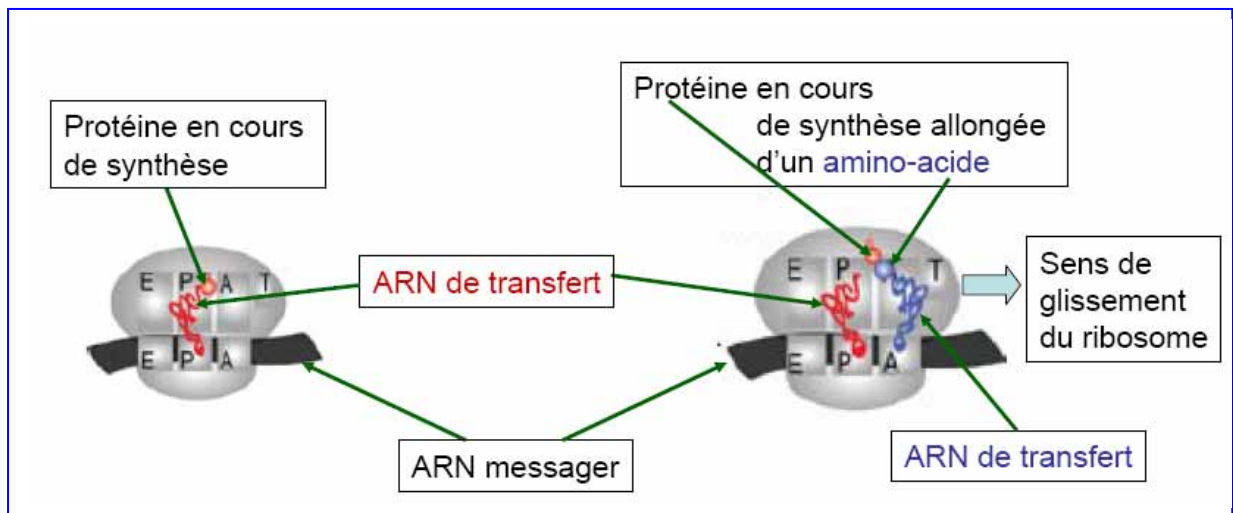 Protéine en cours
de synthèse
Protéine en cours
de synthèse allongée
d'un amino-acide
E P A T
E P A
ARN de transfert
E P T
E P A
Sens de
glissement
du ribosome
ARN messager
ARN de transfert